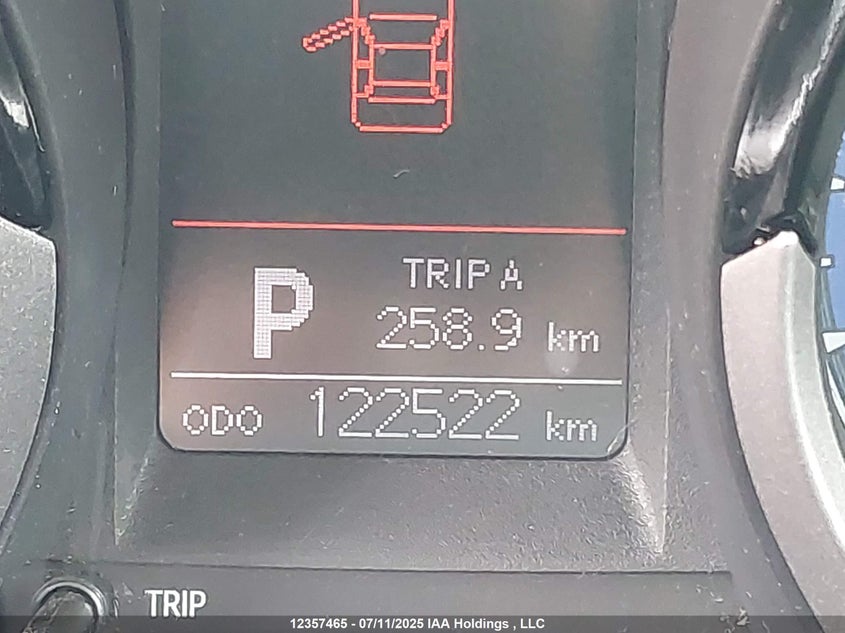 TRIP A
P
258.9 km
ODO 122522 km
TRIP
12357465 - 07/11/2025 IAA Holdings , LLC